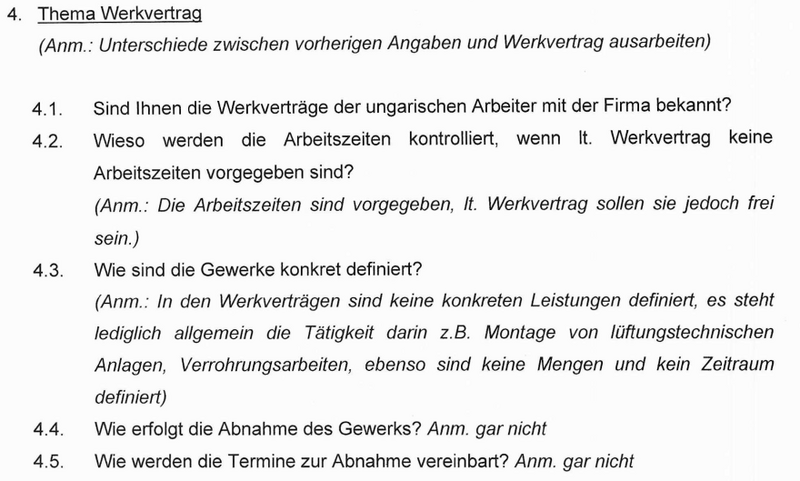 4. Thema Werkvertrag
(Anm.: Unterschiede zwischen vorherigen Angaben und Werkvertrag ausarbeiten)
4.1. Sind Ihnen die Werkverträge der ungarischen Arbeiter mit der Firma bekannt?
4.2. Wieso werden die Arbeitszeiten kontrolliert, wenn lt. Werkvertrag keine
Arbeitszeiten vorgegeben sind?
(Anm.: Die Arbeitszeiten sind vorgegeben, lt. Werkvertrag sollen sie jedoch frei
sein.)
4.3. Wie sind die Gewerke konkret definiert?
(Anm.: In den Werkverträgen sind keine konkreten Leistungen definiert, es steht
lediglich allgemein die Tätigkeit darin z.B. Montage von lüftungstechnischen
Anlagen, Verrohrungsarbeiten, ebenso sind keine Mengen und kein Zeitraum
definiert)
4.4. Wie erfolgt die Abnahme des Gewerks? Anm. gar nicht
4.5. Wie werden die Termine zur Abnahme vereinbart? Anm. gar nicht